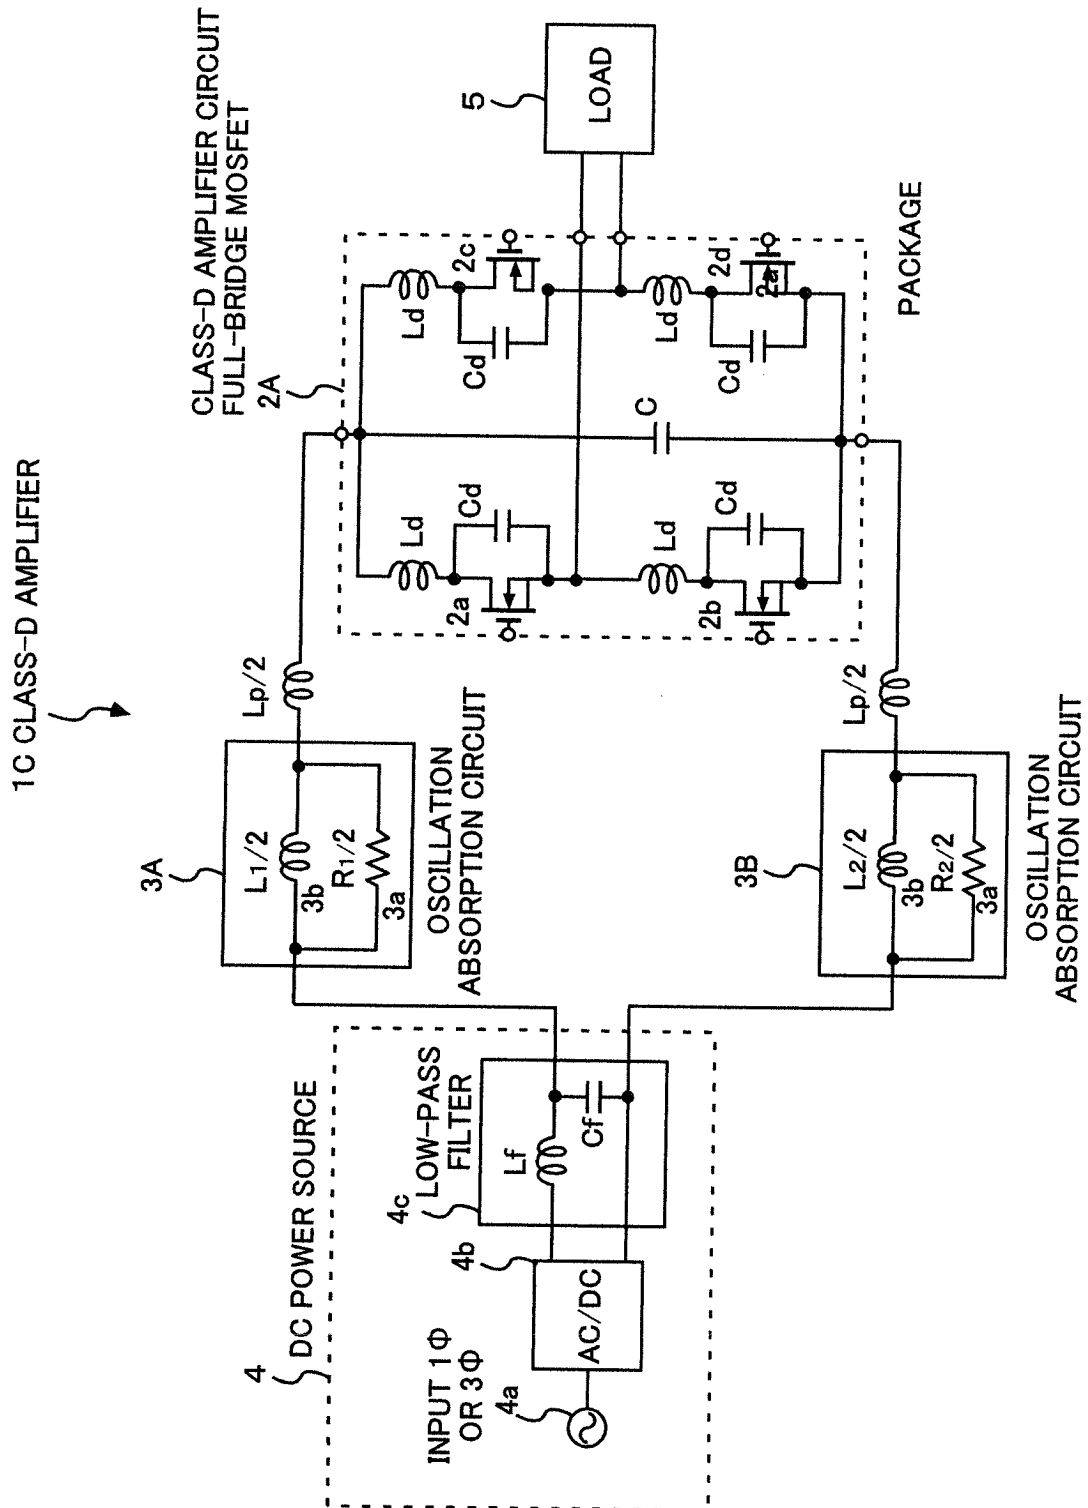 1C CLASS-D AMPLIFIER
4
DC POWER SOURCE
INPUT 1Φ
OR 3Φ
4a
4b
AC/DC
4c
LOW-PASS
FILTER
Lf
Cf
3A
L1/2
3b
R1/2
3a
OSCILLATION
ABSORPTION CIRCUIT
Lp/2
3B
L2/2
3b
R2/2
3a
OSCILLATION
ABSORPTION CIRCUIT
Lp/2
CLASS-D AMPLIFIER CIRCUIT
FULL-BRIDGE MOSFET
2A
Ld
2a
Cd
Ld
2b
Cd
C
Ld
2c
Cd
Ld
2d
2a
Cd
PACKAGE
5
LOAD